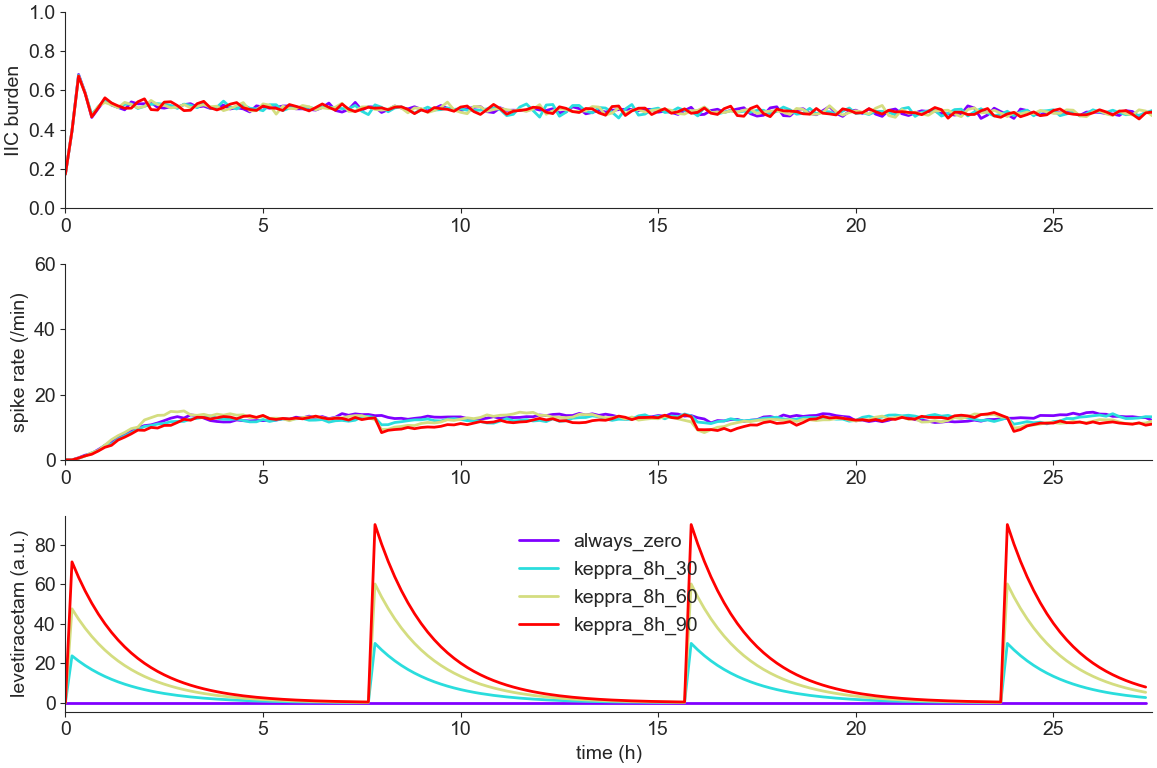 IIC burden
1.0
0.8
0.6
0.4
0.2
0.0
0 5 10 15 20 25
spike rate (/min)
60
40
20
0
0 5 10 15 20 25
levetiracetam (a.u.)
80
60
40
20
0
always_zero
keppra_8h_30
keppra_8h_60
keppra_8h_90
0 5 10 15 20 25
time (h)